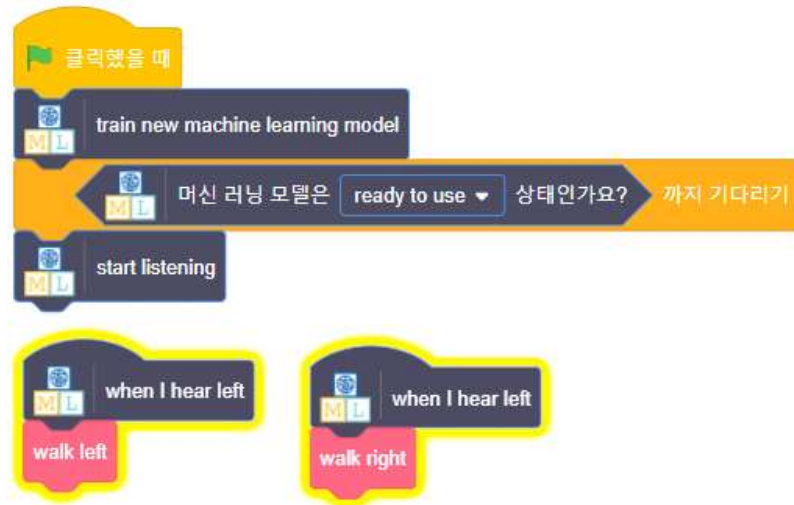 클릭했을 때
M L train new machine learning model
M L 머신 러닝 모델은 ready to use 상태인가요? 까지 기다리기
M L start listening
M L when I hear left
walk left
M L when I hear left
walk right